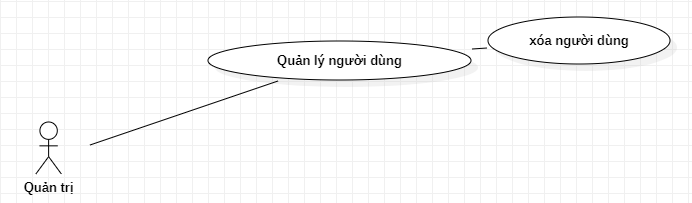 xóa người dùng
Quản lý người dùng
Quản trị